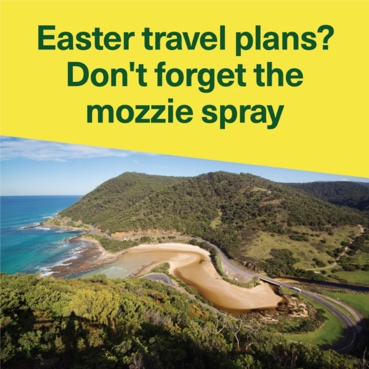 Easter travel plans?
Don't forget the
mozzie spray